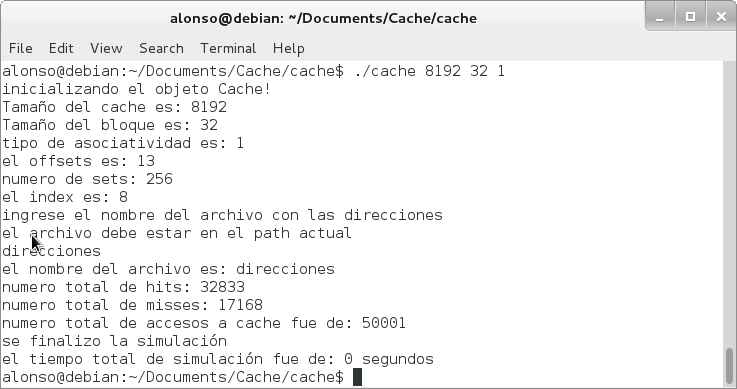 alonso@debian: ~/Documents/Cache/cache
File Edit View Search Terminal Help
alonso@debian:~/Documents/Cache/cache$ ./cache 8192 32 1
inicializando el objeto Cache!
Tamaño del cache es: 8192
Tamaño del bloque es: 32
tipo de asociatividad es: 1
el offsets es: 13
numero de sets: 256
el index es: 8
ingrese el nombre del archivo con las direcciones
el archivo debe estar en el path actual
direcciones
el nombre del archivo es: direcciones
numero total de hits: 32833
numero total de misses: 17168
numero total de accesos a cache fue de: 50001
se finalizo la simulación
el tiempo total de simulación fue de: 0 segundos
alonso@debian:~/Documents/Cache/cache$